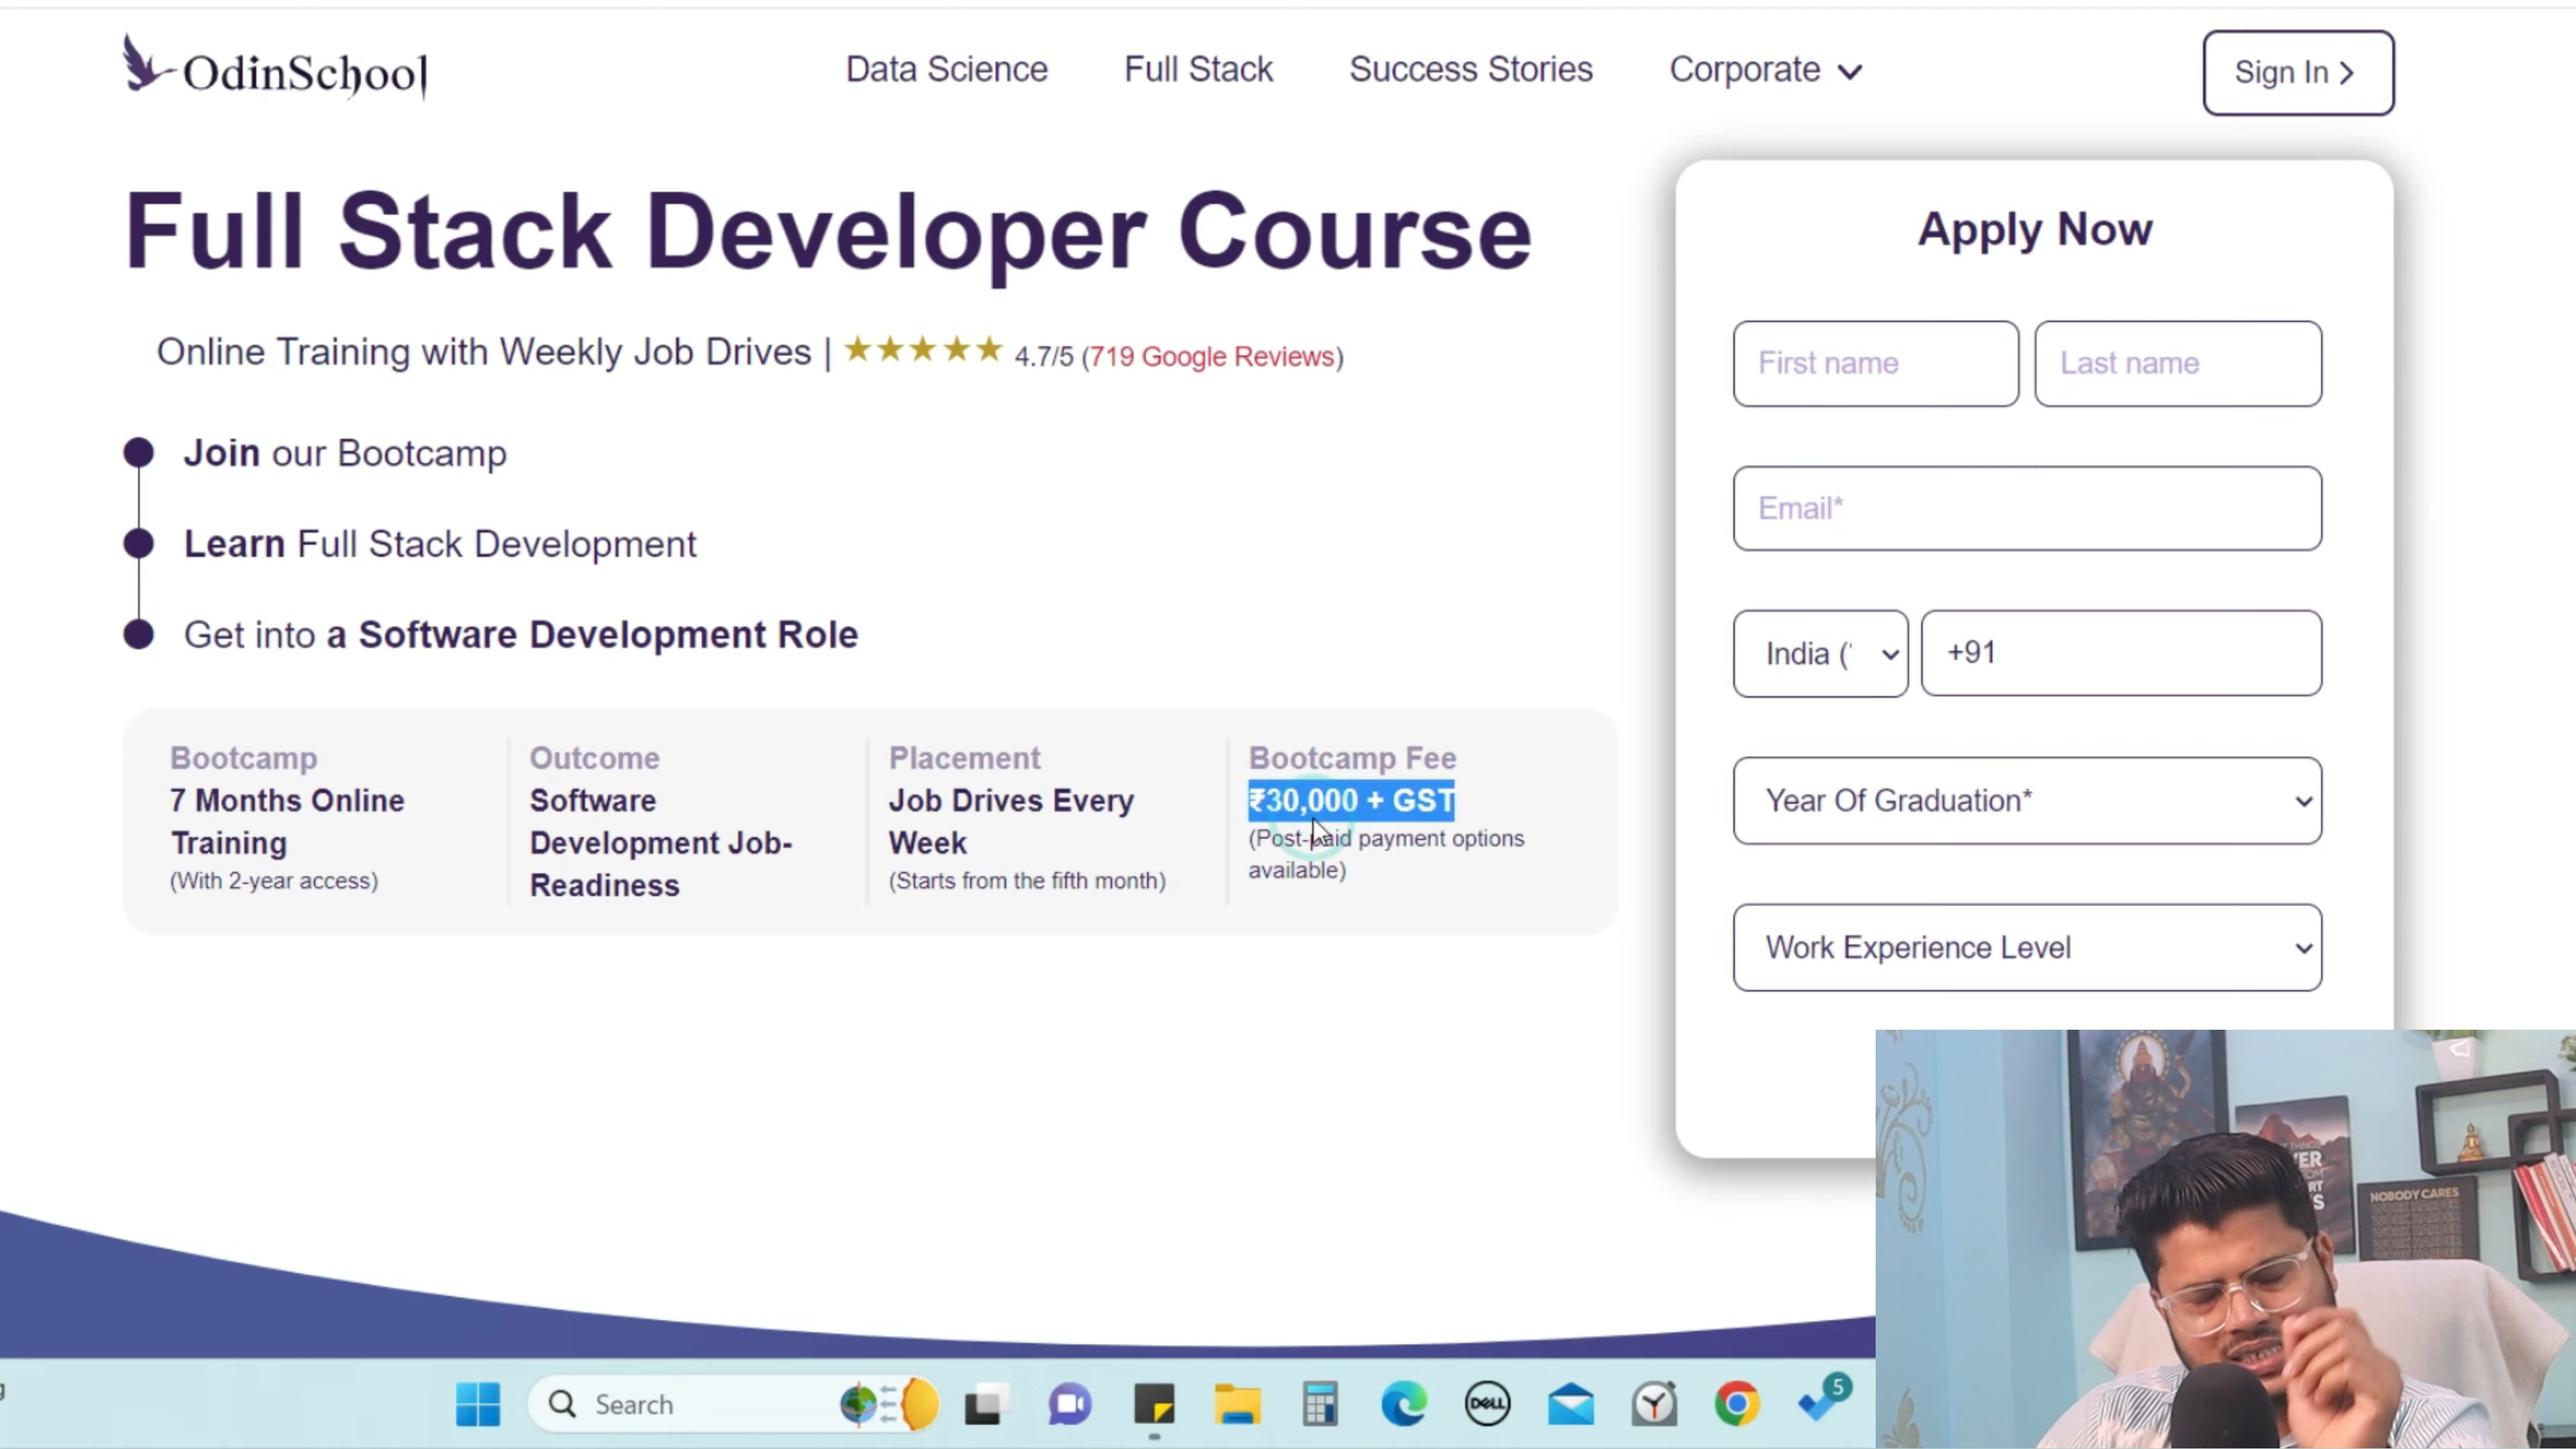 OdinSchool
Data Science
Full Stack
Success Stories
Corporate
Sign In
Full Stack Developer Course
Online Training with Weekly Job Drives | ★★★★★ 4.7/5 (719 Google Reviews)
Join our Bootcamp
Learn Full Stack Development
Get into a Software Development Role
Bootcamp
7 Months Online
Training
(With 2-year access)
Outcome
Software
Development Job-
Readiness
Placement
Job Drives Every
Week
(Starts from the fifth month)
Bootcamp Fee
₹30,000 + GST
(Post-paid payment options
available)
Apply Now
First name
Last name
Email*
India (
+91
Year Of Graduation*
Work Experience Level
NOBODY CARES
Search
DELL
5